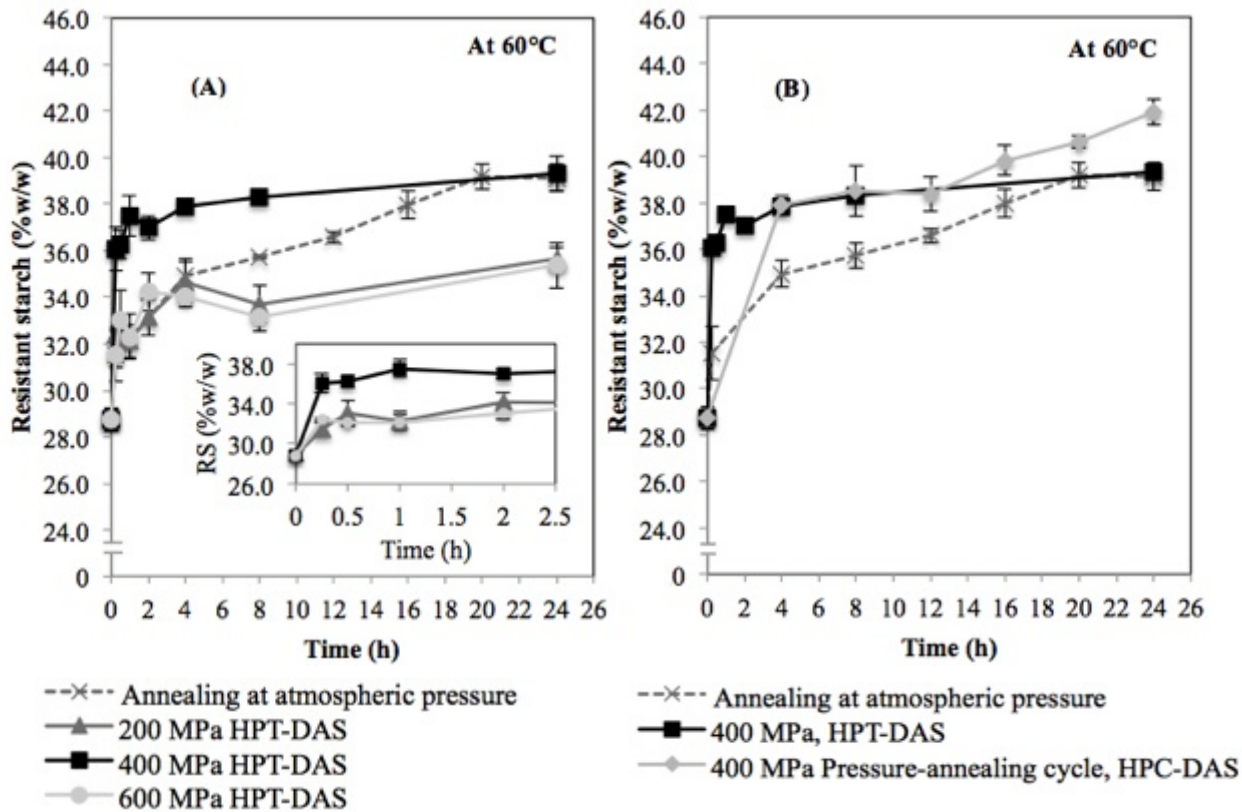 46.0
44.0
42.0
40.0
38.0
36.0
34.0
32.0
30.0
28.0
26.0
24.0
0
Resistant starch (%w/w)
At 60°C
(A)
38.0
34.0
30.0
26.0
RS (%w/w)
0 0.5 1 1.5 2 2.5
Time (h)
0 2 4 6 8 10 12 14 16 18 20 22 24 26
Time (h)
Annealing at atmospheric pressure
200 MPa HPT-DAS
400 MPa HPT-DAS
600 MPa HPT-DAS
46.0
44.0
42.0
40.0
38.0
36.0
34.0
32.0
30.0
28.0
26.0
24.0
0
Resistant starch (%w/w)
At 60°C
(B)
0 2 4 6 8 10 12 14 16 18 20 22 24 26
Time (h)
Annealing at atmospheric pressure
400 MPa, HPT-DAS
400 MPa Pressure-annealing cycle, HPC-DAS